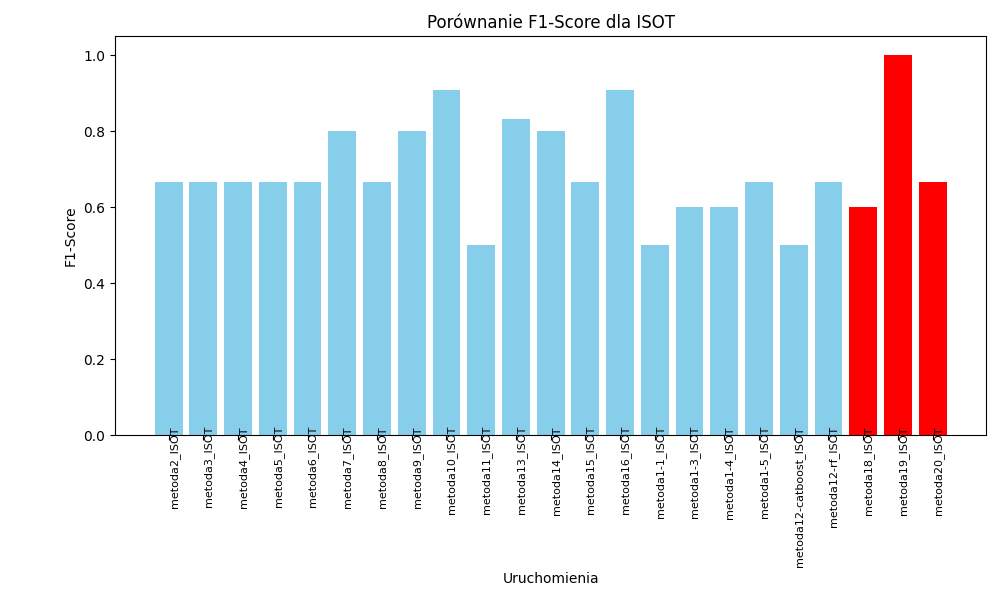 Porównanie F1-Score dla ISOT
F1-Score
1.0
0.8
0.6
0.4
0.2
0.0
metoda2_ISOT
metoda3_ISOT
metoda4_ISOT
metoda5_ISOT
metoda6_ISOT
metoda7_ISOT
metoda8_ISOT
metoda9_ISOT
metoda10_ISOT
metoda11_ISOT
metoda13_ISOT
metoda14_ISOT
metoda15_ISOT
metoda16_ISOT
metoda1-1_ISOT
metoda1-3_ISOT
metoda1-4_ISOT
metoda1-5_ISOT
metoda12-catboost_ISOT
metoda12-rf_ISOT
metoda18_ISOT
metoda19_ISOT
metoda20_ISOT
Uruchomienia